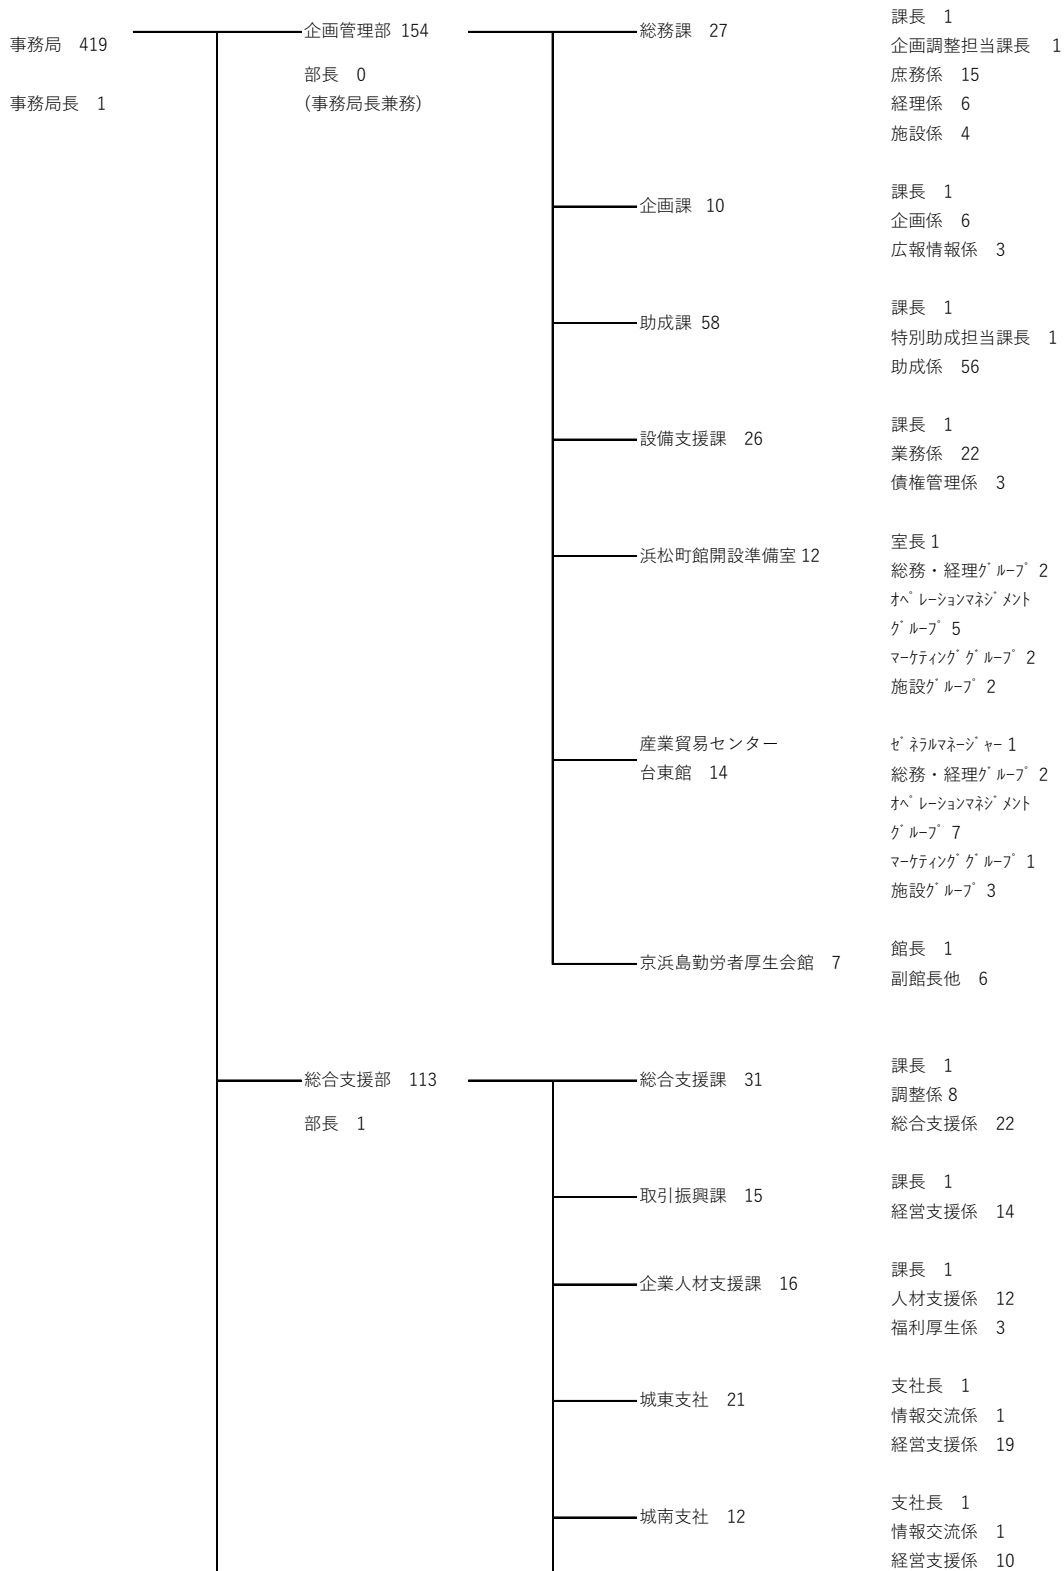 事務局　419
事務局長　1
企画管理部 154
部長　0
(事務局長兼務)
総務課　27
課長　1
企画調整担当課長　1
庶務係　15
経理係　6
施設係　4
企画課　10
課長　1
企画係　6
広報情報係　3
助成課 58
課長　1
特別助成担当課長　1
助成係　56
設備支援課　26
課長　1
業務係　22
債権管理係　3
浜松町館開設準備室 12
室長 1
総務・経理ｸﾞﾙｰﾌﾟ 2
ｵﾍﾟﾚｰｼｮﾝﾏﾈｼﾞﾒﾝﾄ
ｸﾞﾙｰﾌﾟ 5
ﾏｰｹﾃｨﾝｸﾞｸﾞﾙｰﾌﾟ 2
施設ｸﾞﾙｰﾌﾟ 2
産業貿易センター
台東館　14
ｾﾞﾈﾗﾙﾏﾈｰｼﾞｬｰ 1
総務・経理ｸﾞﾙｰﾌﾟ 2
ｵﾍﾟﾚｰｼｮﾝﾏﾈｼﾞﾒﾝﾄ
ｸﾞﾙｰﾌﾟ 7
ﾏｰｹﾃｨﾝｸﾞｸﾞﾙｰﾌﾟ 1
施設ｸﾞﾙｰﾌﾟ 3
京浜島勤労者厚生会館　7
館長　1
副館長他　6
総合支援部　113
部長　1
総合支援課　31
課長　1
調整係 8
総合支援係　22
取引振興課　15
課長　1
経営支援係　14
企業人材支援課　16
課長　1
人材支援係　12
福利厚生係　3
城東支社　21
支社長　1
情報交流係　1
経営支援係　19
城南支社　12
支社長　1
情報交流係　1
経営支援係　10